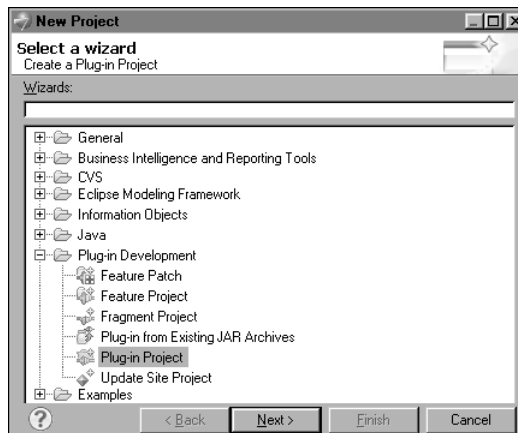 New Project
Select a wizard
Create a Plug-in Project
Wizards:
General
Business Intelligence and Reporting Tools
CVS
Eclipse Modeling Framework
Information Objects
Java
Plug-in Development
Feature Patch
Feature Project
Fragment Project
Plug-in from Existing JAR Archives
Plug-in Project
Update Site Project
Examples
? < Back Next > Finish Cancel